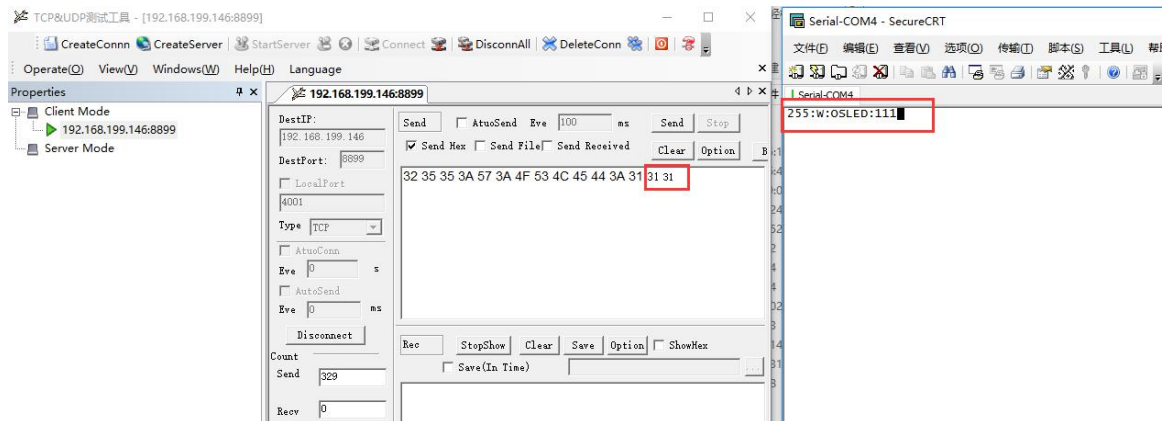 TCP&UDP测试工具 - [192.168.199.146:8899]
CreateConnn CreateServer StartServer Connect DisconnAll DeleteConn
Operate(O) View(V) Windows(W) Help(H) Language
Properties
Client Mode
192.168.199.146:8899
Server Mode
192.168.199.146:8899
DestIP:
192.168.199.146
DestPort: 8899
LocalPort
4001
Type TCP
AtuoConn
Eve 0 s
AutoSend
Eve 0 ms
Disconnect
Count
Send 329
Recv 0
Send AtuoSend Eve 100 ms Send Stop
Send Hex Send File Send Received Clear Option B
32 35 35 3A 57 3A 4F 53 4C 45 44 3A 31 31 31
Rec StopShow Clear Save Option ShowHex
Save(In Time) ...
Serial-COM4 - SecureCRT
文件(F) 编辑(E) 查看(V) 选项(O) 传输(T) 脚本(S) 工具(L)
Serial-COM4
255:W:OSLED:111